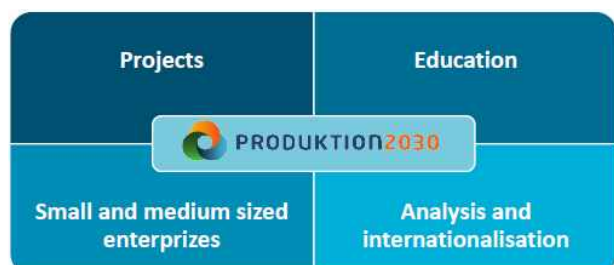 Projects
Education
PRODUKTION2030
Small and medium sized
enterprizes
Analysis and
internationalisation